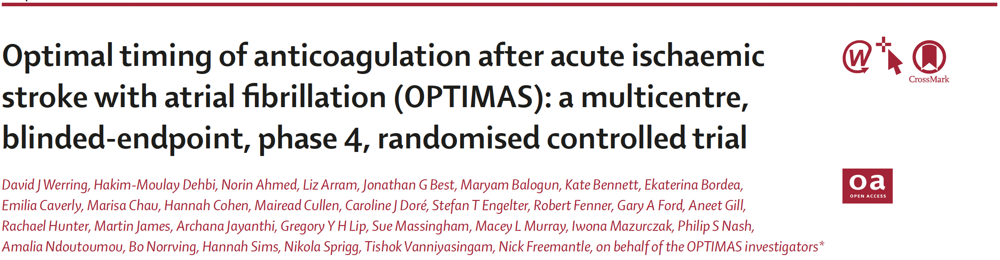 Optimal timing of anticoagulation after acute ischaemic
stroke with atrial fibrillation (OPTIMAS): a multicentre,
blinded-endpoint, phase 4, randomised controlled trial
W
CrossMark
oa
OPEN ACCESS
David J Werring, Hakim-Moulay Dehbi, Norin Ahmed, Liz Arram, Jonathan G Best, Maryam Balogun, Kate Bennett, Ekaterina Bordea,
Emilia Caverly, Marisa Chau, Hannah Cohen, Mairead Cullen, Caroline J Doré, Stefan T Engelter, Robert Fenner, Gary A Ford, Aneet Gill,
Rachael Hunter, Martin James, Archana Jayanthi, Gregory Y H Lip, Sue Massingham, Macey L Murray, Iwona Mazurczak, Philip S Nash,
Amalia Ndoutoumou, Bo Norrving, Hannah Sims, Nikola Sprigg, Tishok Vanniyasingam, Nick Freemantle, on behalf of the OPTIMAS investigators*